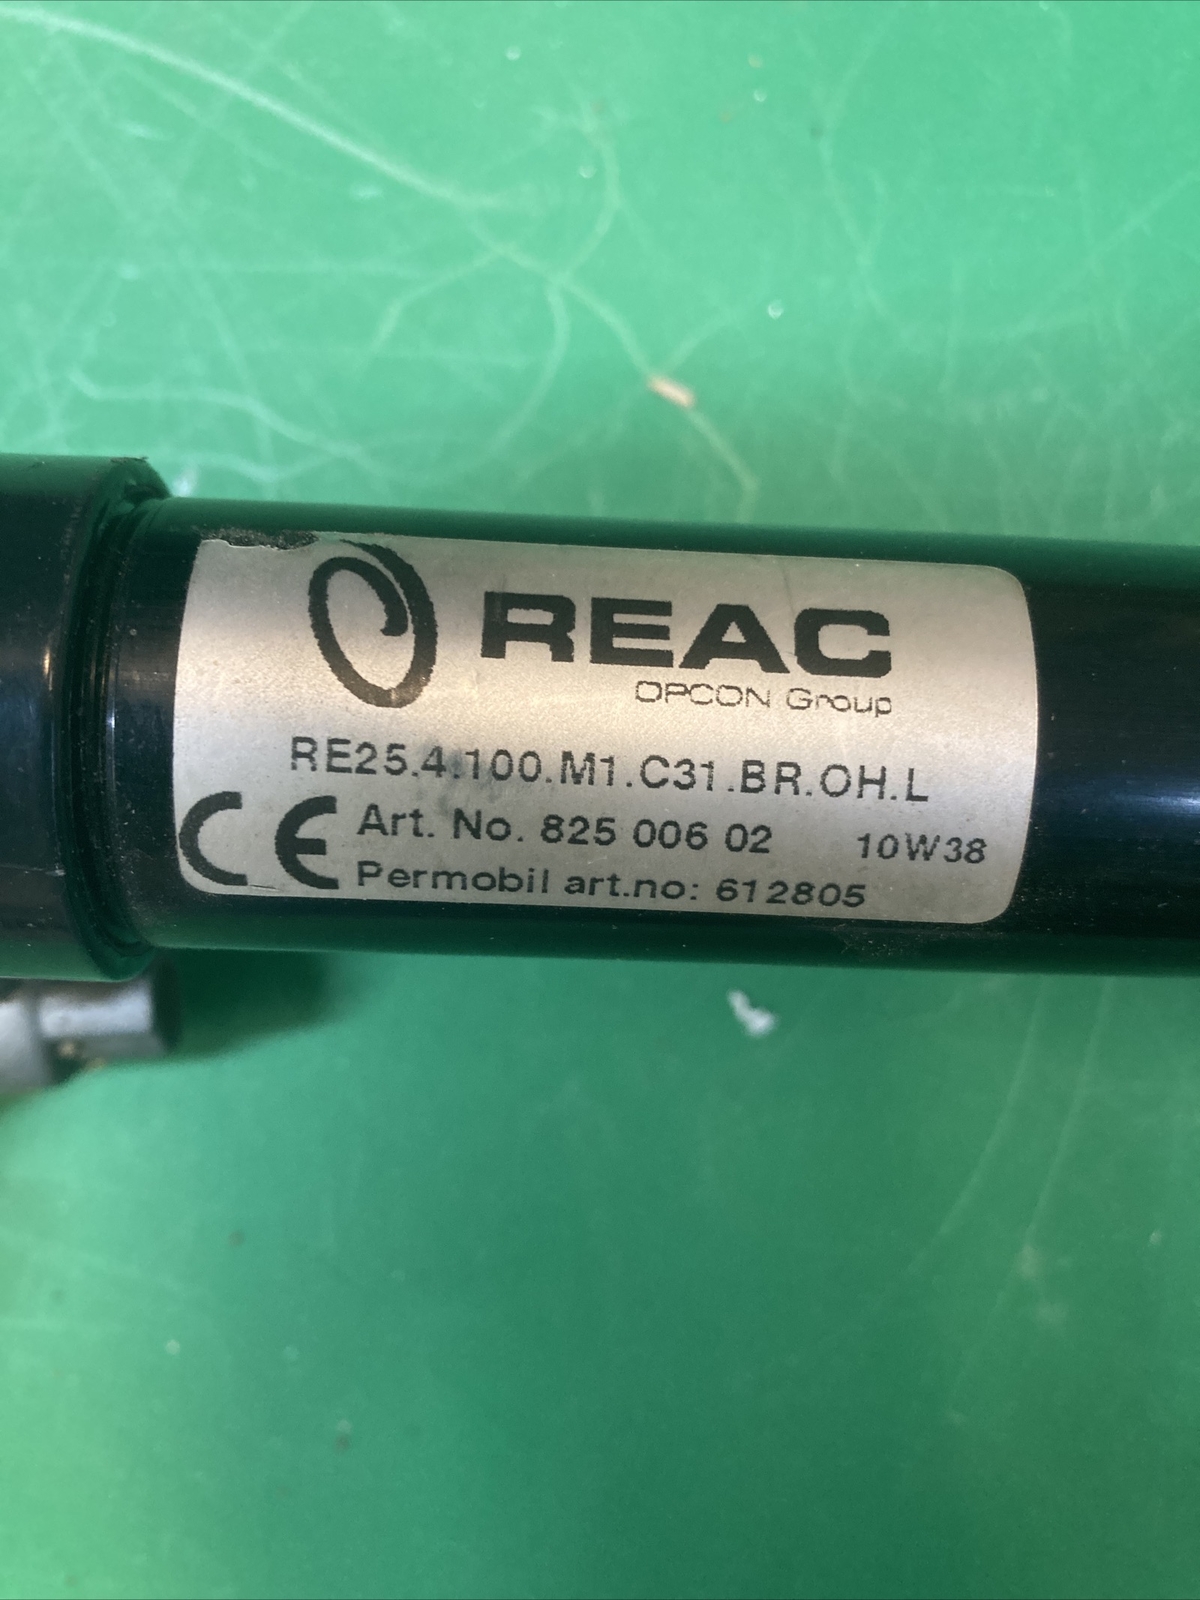 REAC
OPCON Group
RE25.4.100.M1.C31.BR.OH.L
CE Art. No. 825 006 02 10W38
Permobil art.no: 612805